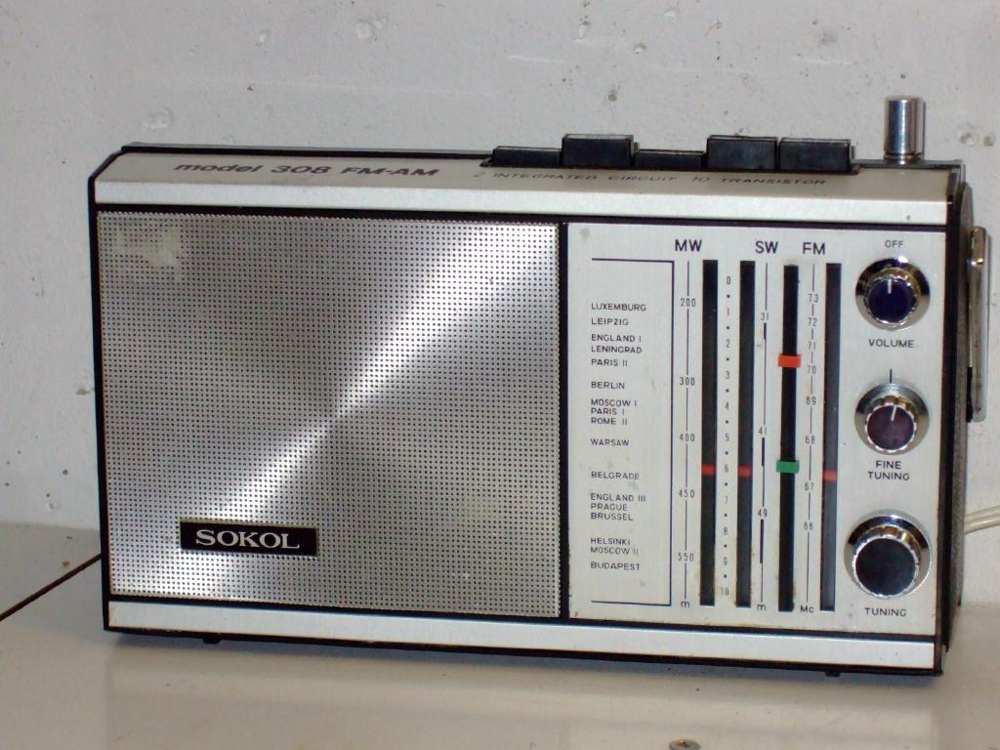 model 308 FM-AM
2 INTEGRATED CIRCUIT 10 TRANSISTOR
MW SW FM
OFF
LUXEMBURG
LEIPZIG
ENGLAND I
LENINGRAD
PARIS II
BERLIN
MOSCOW I
PARIS I
ROME II
WARSAW
BELGRADE
ENGLAND III
PRAGUE
BRUSSEL
HELSINKI
MOSCOW II
BUDAPEST
200
300
400
450
550
m
0
1
2
3
4
5
6
7
8
9
10
31
41
49
m
73
72
71
70
69
68
67
66
Mc
VOLUME
FINE
TUNING
TUNING
SOKOL